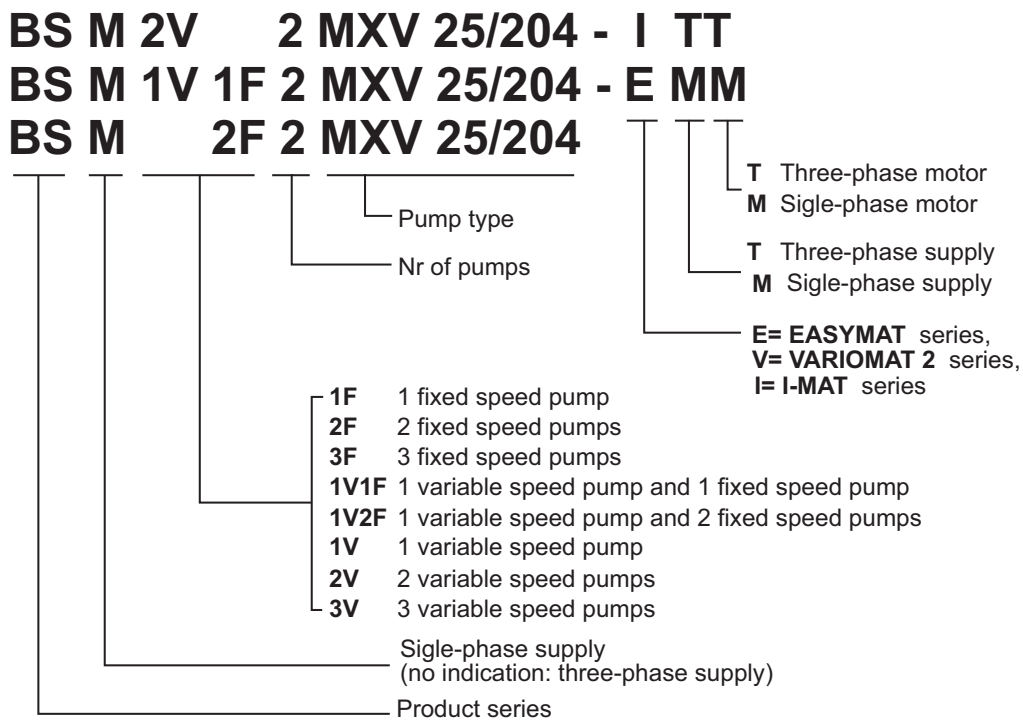 BS M 2V 2 MXV 25/204 - I TT
BS M 1V 1F 2 MXV 25/204 - E MM
BS M 2F 2 MXV 25/204
T Three-phase motor
M Sigle-phase motor
Pump type
T Three-phase supply
M Sigle-phase supply
Nr of pumps
E= EASYMAT series,
V= VARIOMAT 2 series,
I= I-MAT series
1F 1 fixed speed pump
2F 2 fixed speed pumps
3F 3 fixed speed pumps
1V1F 1 variable speed pump and 1 fixed speed pump
1V2F 1 variable speed pump and 2 fixed speed pumps
1V 1 variable speed pump
2V 2 variable speed pumps
3V 3 variable speed pumps
Sigle-phase supply
(no indication: three-phase supply)
Product series